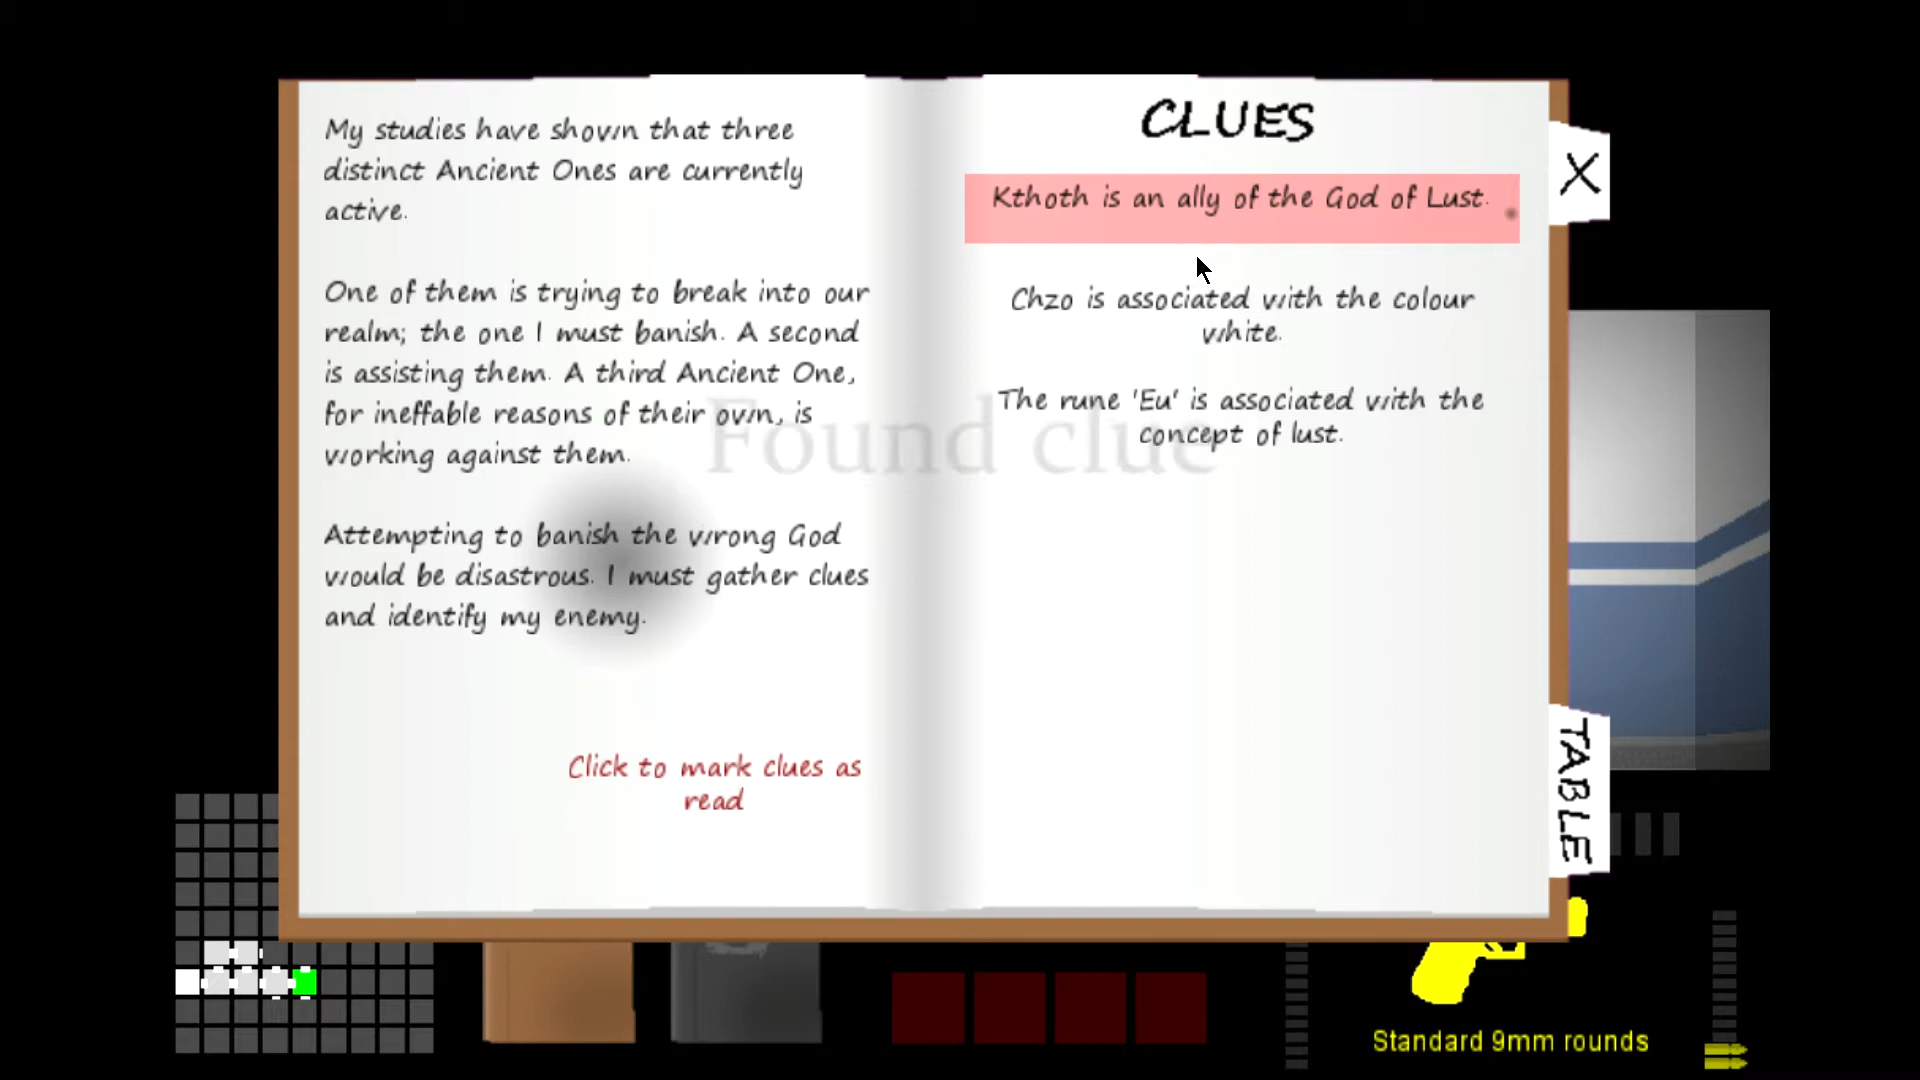 My studies have shown that three
distinct Ancient Ones are currently
active.
One of them is trying to break into our
realm; the one I must banish. A second
is assisting them. A third Ancient One,
for ineffable reasons of their own, is
working against them.
Attempting to banish the wrong God
would be disastrous. I must gather clues
and identify my enemy.
Click to mark clues as
read
CLUES
Kthoth is an ally of the God of Lust.
Chzo is associated with the colour
white.
The rune 'Eu' is associated with the
concept of lust.
Found clue
X
TABLE
Standard 9mm rounds